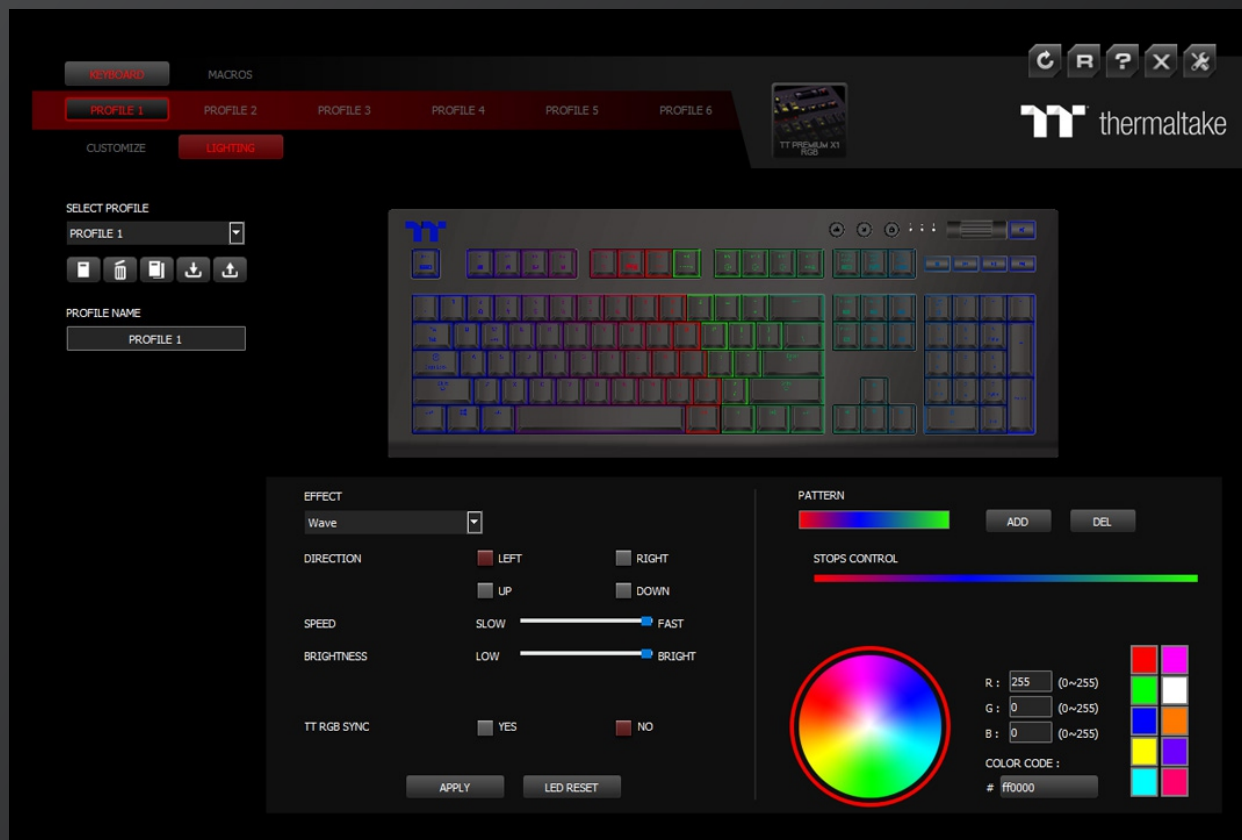 KEYBOARD MACROS
PROFILE 1 PROFILE 2 PROFILE 3 PROFILE 4 PROFILE 5 PROFILE 6
CUSTOMIZE LIGHTING
TT PREMIUM X1
RGB
thermaltake
SELECT PROFILE
PROFILE 1
PROFILE NAME
PROFILE 1
EFFECT
Wave
DIRECTION LEFT RIGHT
UP DOWN
SPEED SLOW FAST
BRIGHTNESS LOW BRIGHT
TT RGB SYNC YES NO
APPLY LED RESET
PATTERN ADD DEL
STOPS CONTROL
R : 255 (0~255)
G : 0 (0~255)
B : 0 (0~255)
COLOR CODE :
# ff0000